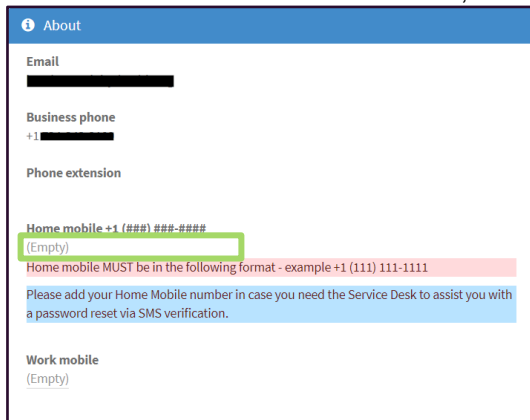 About
Email
Business phone
+1
Phone extension
Home mobile +1 (###) ###-####
(Empty)
Home mobile MUST be in the following format - example +1 (111) 111-1111
Please add your Home Mobile number in case you need the Service Desk to assist you with
a password reset via SMS verification.
Work mobile
(Empty)